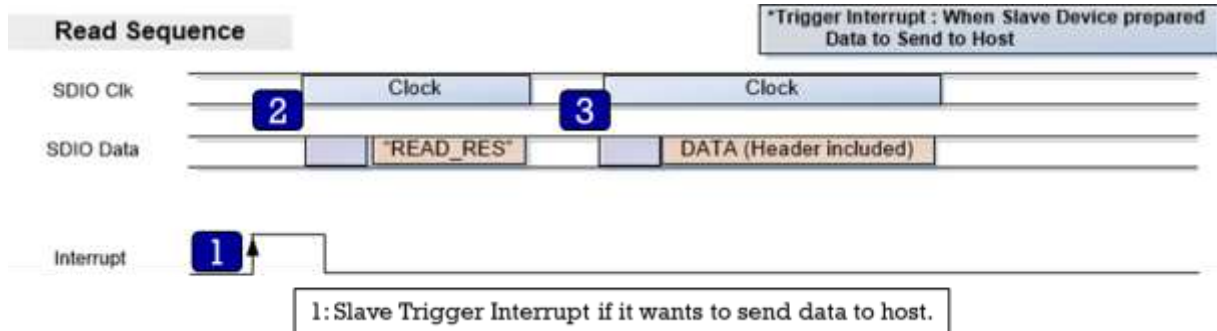 Read Sequence
*Trigger Interrupt : When Slave Device prepared
Data to Send to Host
SDIO Clk
Clock
Clock
2
3
SDIO Data
"READ_RES"
DATA (Header included)
Interrupt
1
1: Slave Trigger Interrupt if it wants to send data to host.